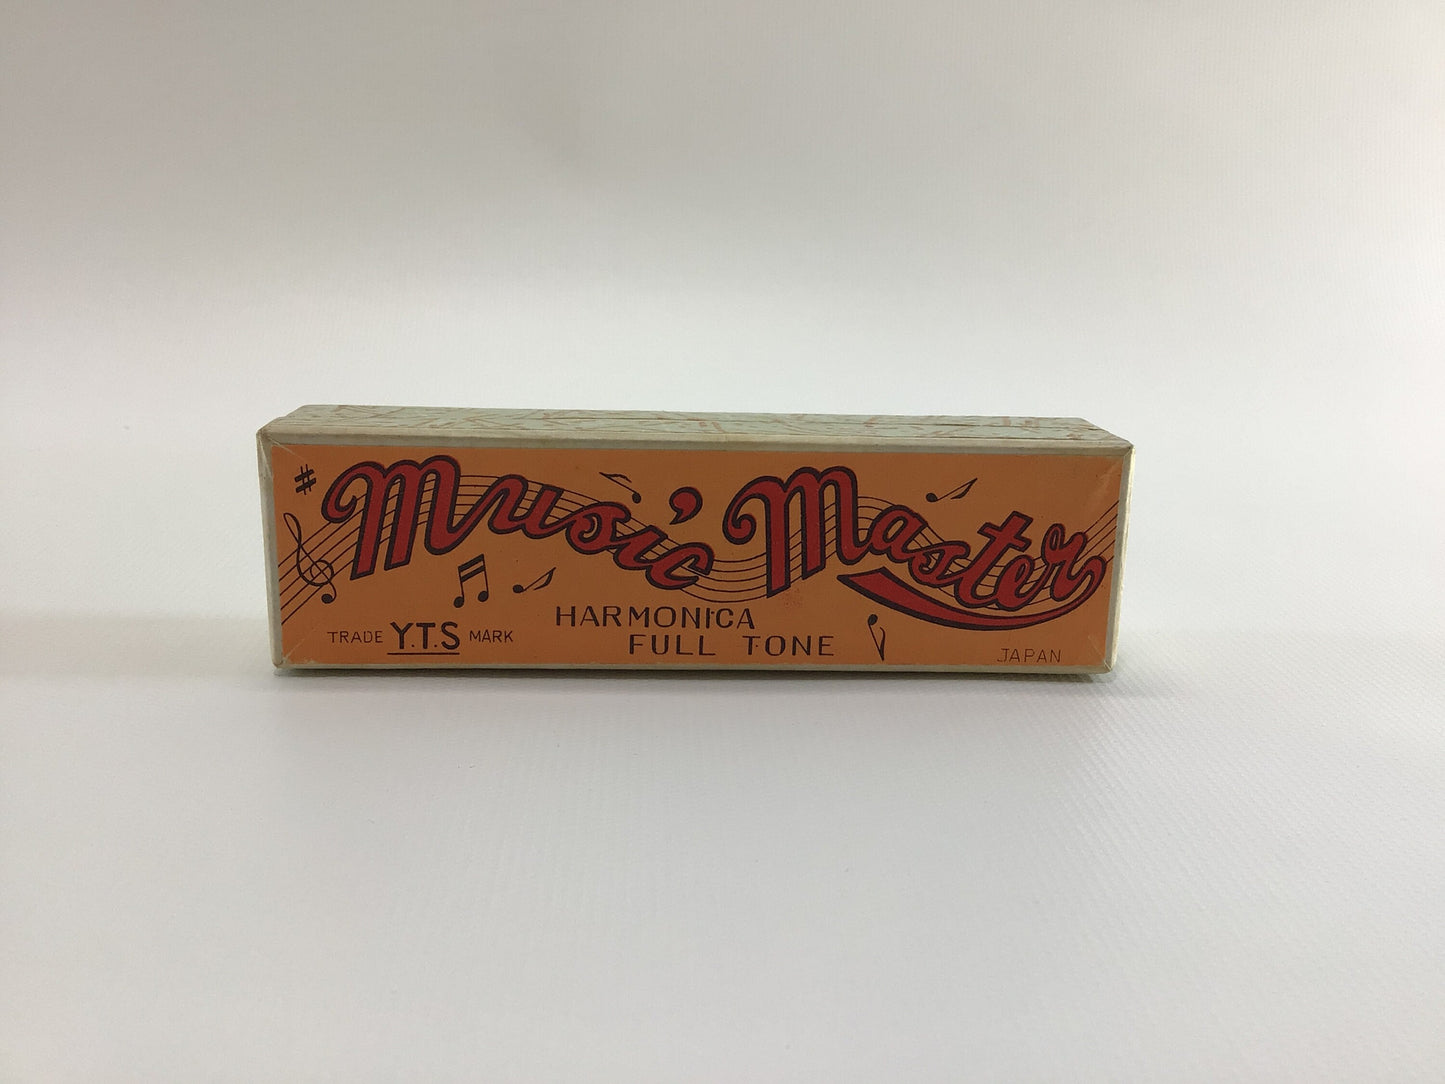 Music Master
HARMONICA
FULL TONE
TRADE Y.T.S MARK
JAPAN